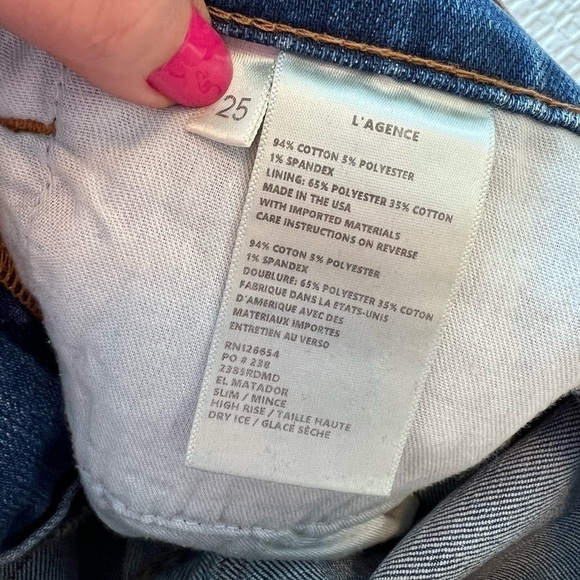 25
L'AGENCE
94% COTTON 5% POLYESTER
1% SPANDEX
LINING: 65% POLYESTER 35% COTTON
MADE IN THE USA
WITH IMPORTED MATERIALS
CARE INSTRUCTIONS ON REVERSE
94% COTON 5% POLYESTER
1% SPANDEX
DOUBLURE: 65% POLYESTER 35% COTON
FABRIQUE DANS LA ETATS-UNIS
D'AMERIQUE AVEC DES
MATERIAUX IMPORTES
ENTRETIEN AU VERSO
RN126654
PO # 238
2385RDMD
EL MATADOR
SLIM / MINCE
HIGH RISE / TAILLE HAUTE
DRY ICE / GLACE SÈCHE